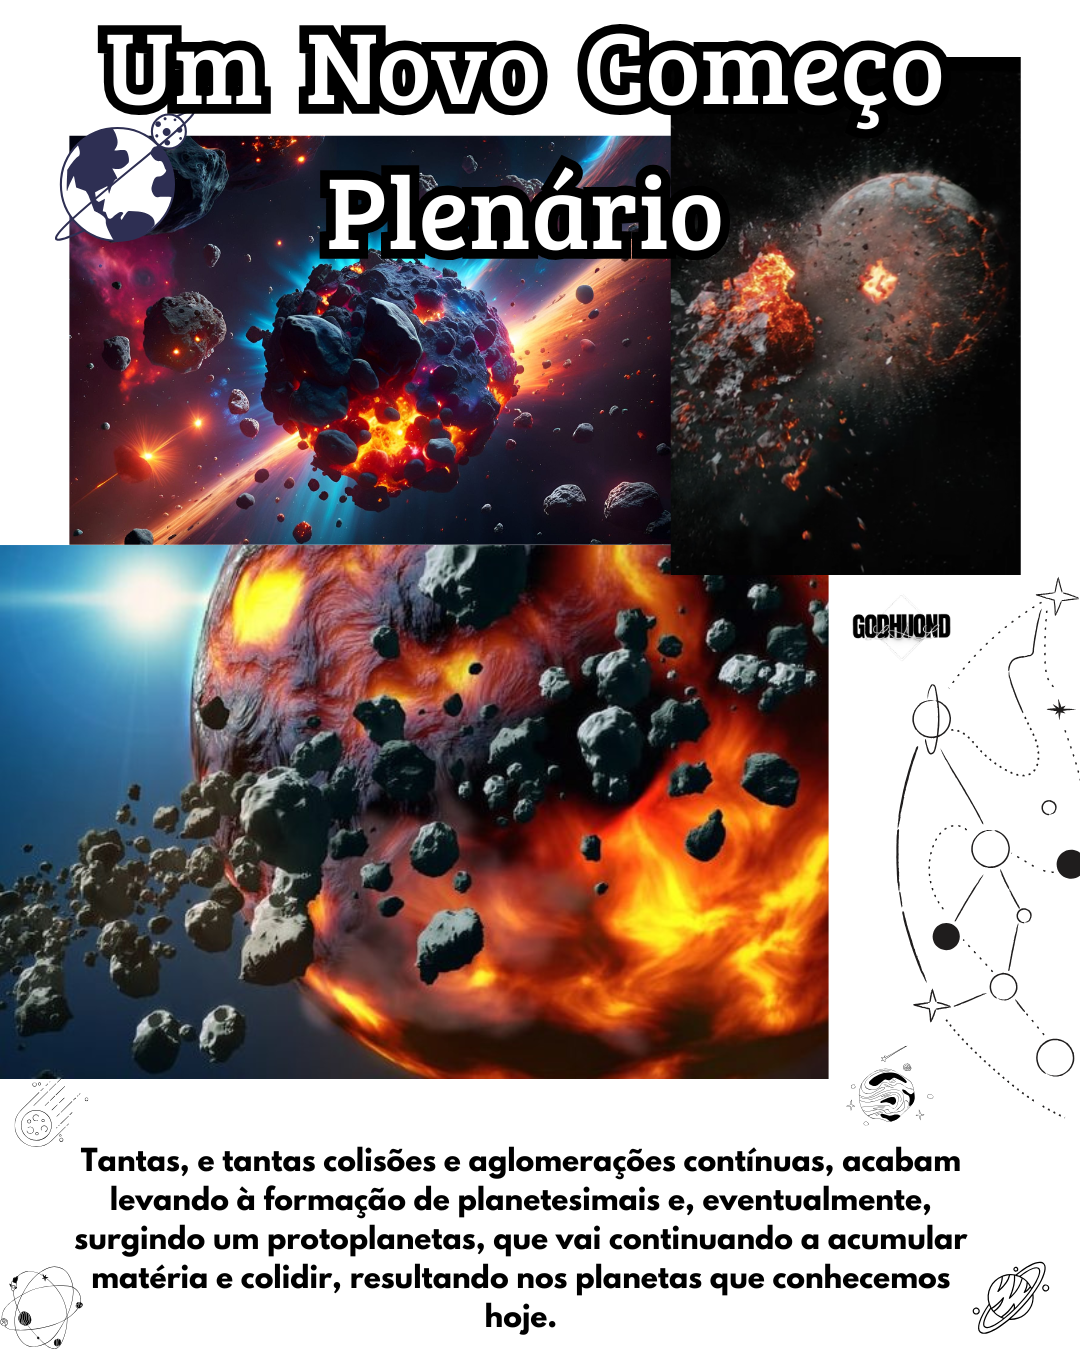 Um Novo Começo
Plenário
GODHUOND
Tantas, e tantas colisões e aglomerações contínuas, acabam
levando à formação de planetesimais e, eventualmente,
surgindo um protoplanetas, que vai continuando a acumular
matéria e colidir, resultando nos planetas que conhecemos
hoje.